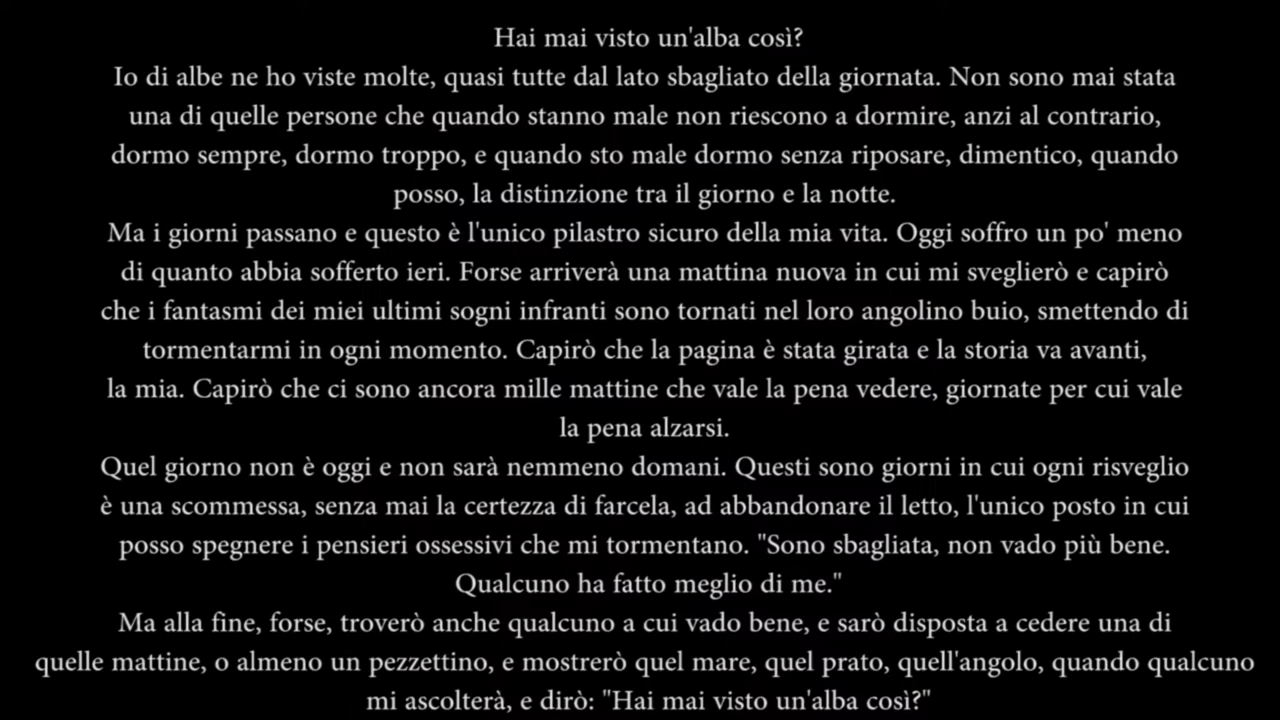 Hai mai visto un'alba così?
Io di albe ne ho viste molte, quasi tutte dal lato sbagliato della giornata. Non sono mai stata
una di quelle persone che quando stanno male non riescono a dormire, anzi al contrario,
dormo sempre, dormo troppo, e quando sto male dormo senza riposare, dimentico, quando
posso, la distinzione tra il giorno e la notte.
Ma i giorni passano e questo è l'unico pilastro sicuro della mia vita. Oggi soffro un po' meno
di quanto abbia sofferto ieri. Forse arriverà una mattina nuova in cui mi sveglierò e capirò
che i fantasmi dei miei ultimi sogni infranti sono tornati nel loro angolino buio, smettendo di
tormentarmi in ogni momento. Capirò che la pagina è stata girata e la storia va avanti,
la mia. Capirò che ci sono ancora mille mattine che vale la pena vedere, giornate per cui vale
la pena alzarsi.
Quel giorno non è oggi e non sarà nemmeno domani. Questi sono giorni in cui ogni risveglio
è una scommessa, senza mai la certezza di farcela, ad abbandonare il letto, l'unico posto in cui
posso spegnere i pensieri ossessivi che mi tormentano. "Sono sbagliata, non vado più bene.
Qualcuno ha fatto meglio di me."
Ma alla fine, forse, troverò anche qualcuno a cui vado bene, e sarò disposta a cedere una di
quelle mattine, o almeno un pezzettino, e mostrerò quel mare, quel prato, quell'angolo, quando qualcuno
mi ascolterà, e dirò: "Hai mai visto un'alba così?"